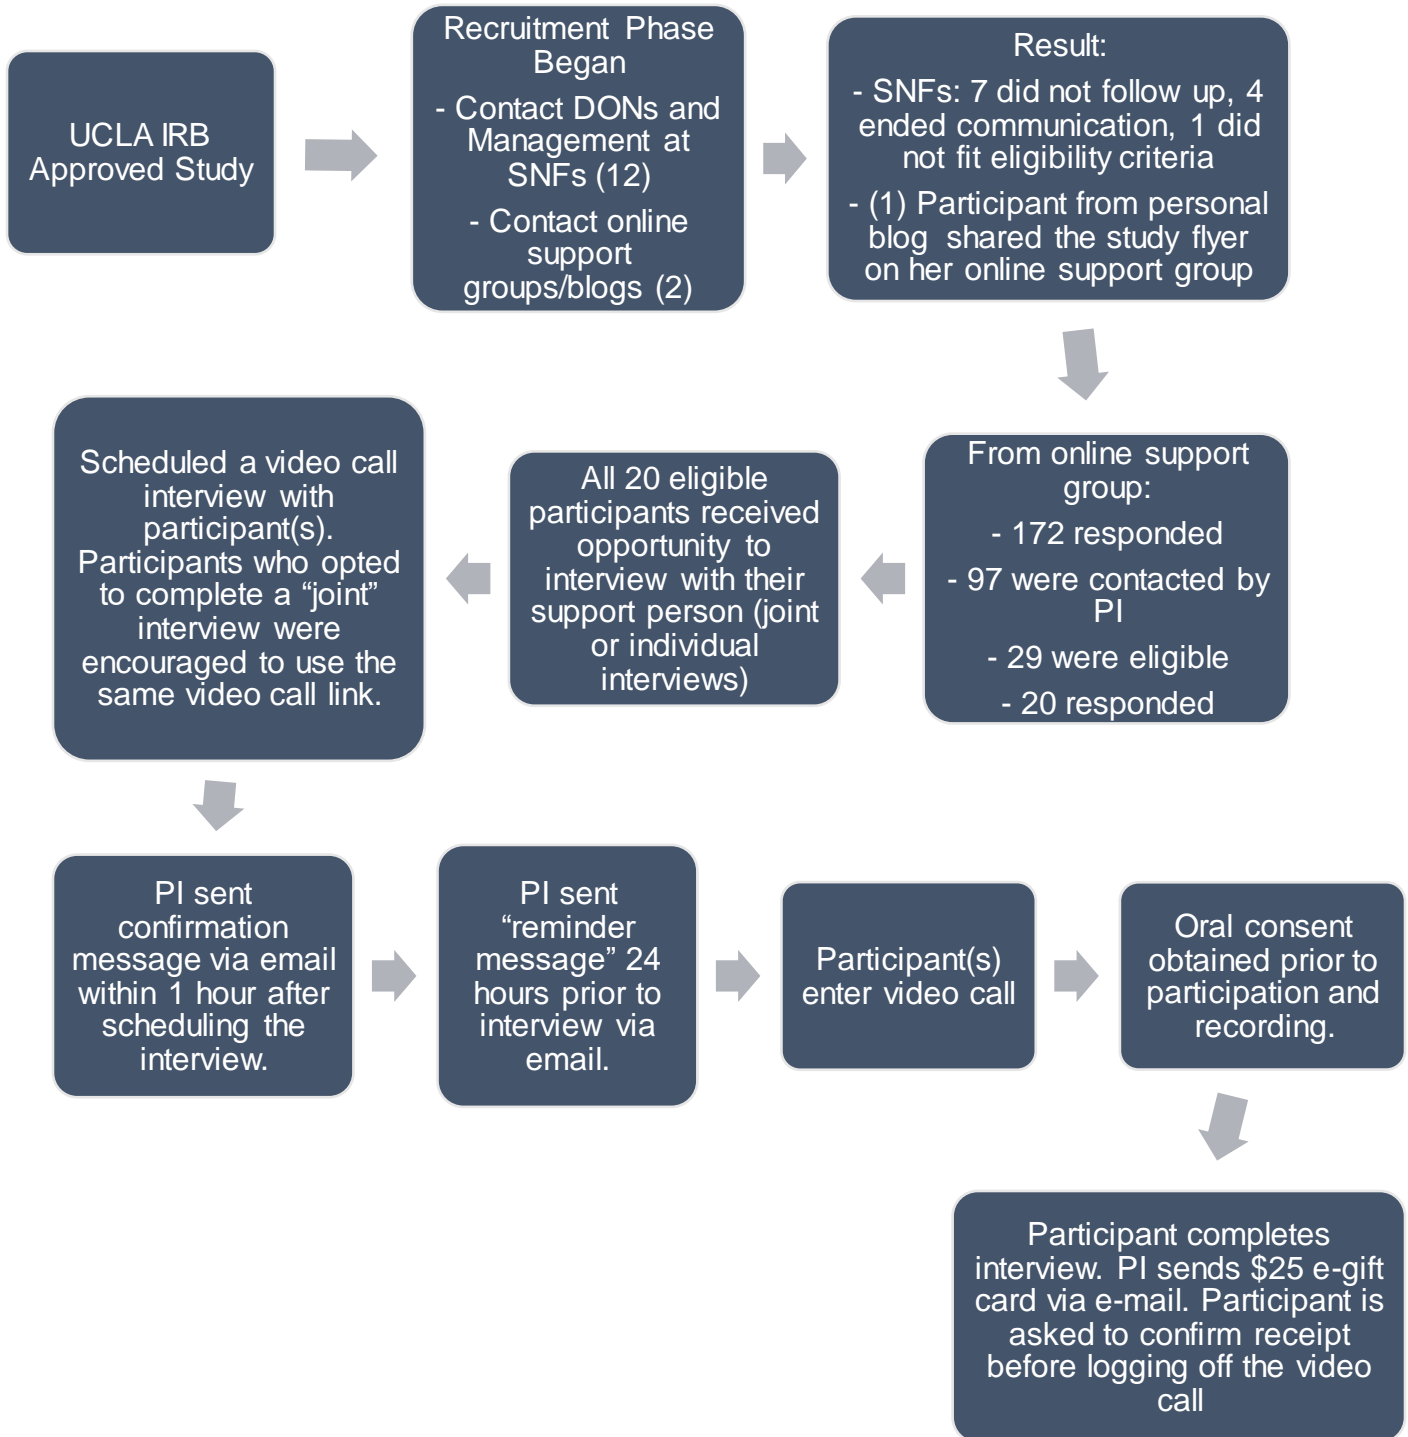 UCLA IRB
Approved Study
Recruitment Phase
Began
- Contact DONs and
Management at
SNFs (12)
- Contact online
support
groups/blogs (2)
Result:
- SNFs: 7 did not follow up, 4
ended communication, 1 did
not fit eligibility criteria
- (1) Participant from personal
blog shared the study flyer
on her online support group
From online support
group:
- 172 responded
- 97 were contacted by
PI
- 29 were eligible
- 20 responded
All 20 eligible
participants received
opportunity to
interview with their
support person (joint
or individual
interviews)
Scheduled a video call
interview with
participant(s).
Participants who opted
to complete a “joint”
interview were
encouraged to use the
same video call link.
PI sent
confirmation
message via email
within 1 hour after
scheduling the
interview.
PI sent
“reminder
message” 24
hours prior to
interview via
email.
Participant(s)
enter video call
Oral consent
obtained prior to
participation and
recording.
Participant completes
interview. PI sends $25 e-gift
card via e-mail. Participant is
asked to confirm receipt
before logging off the video
call